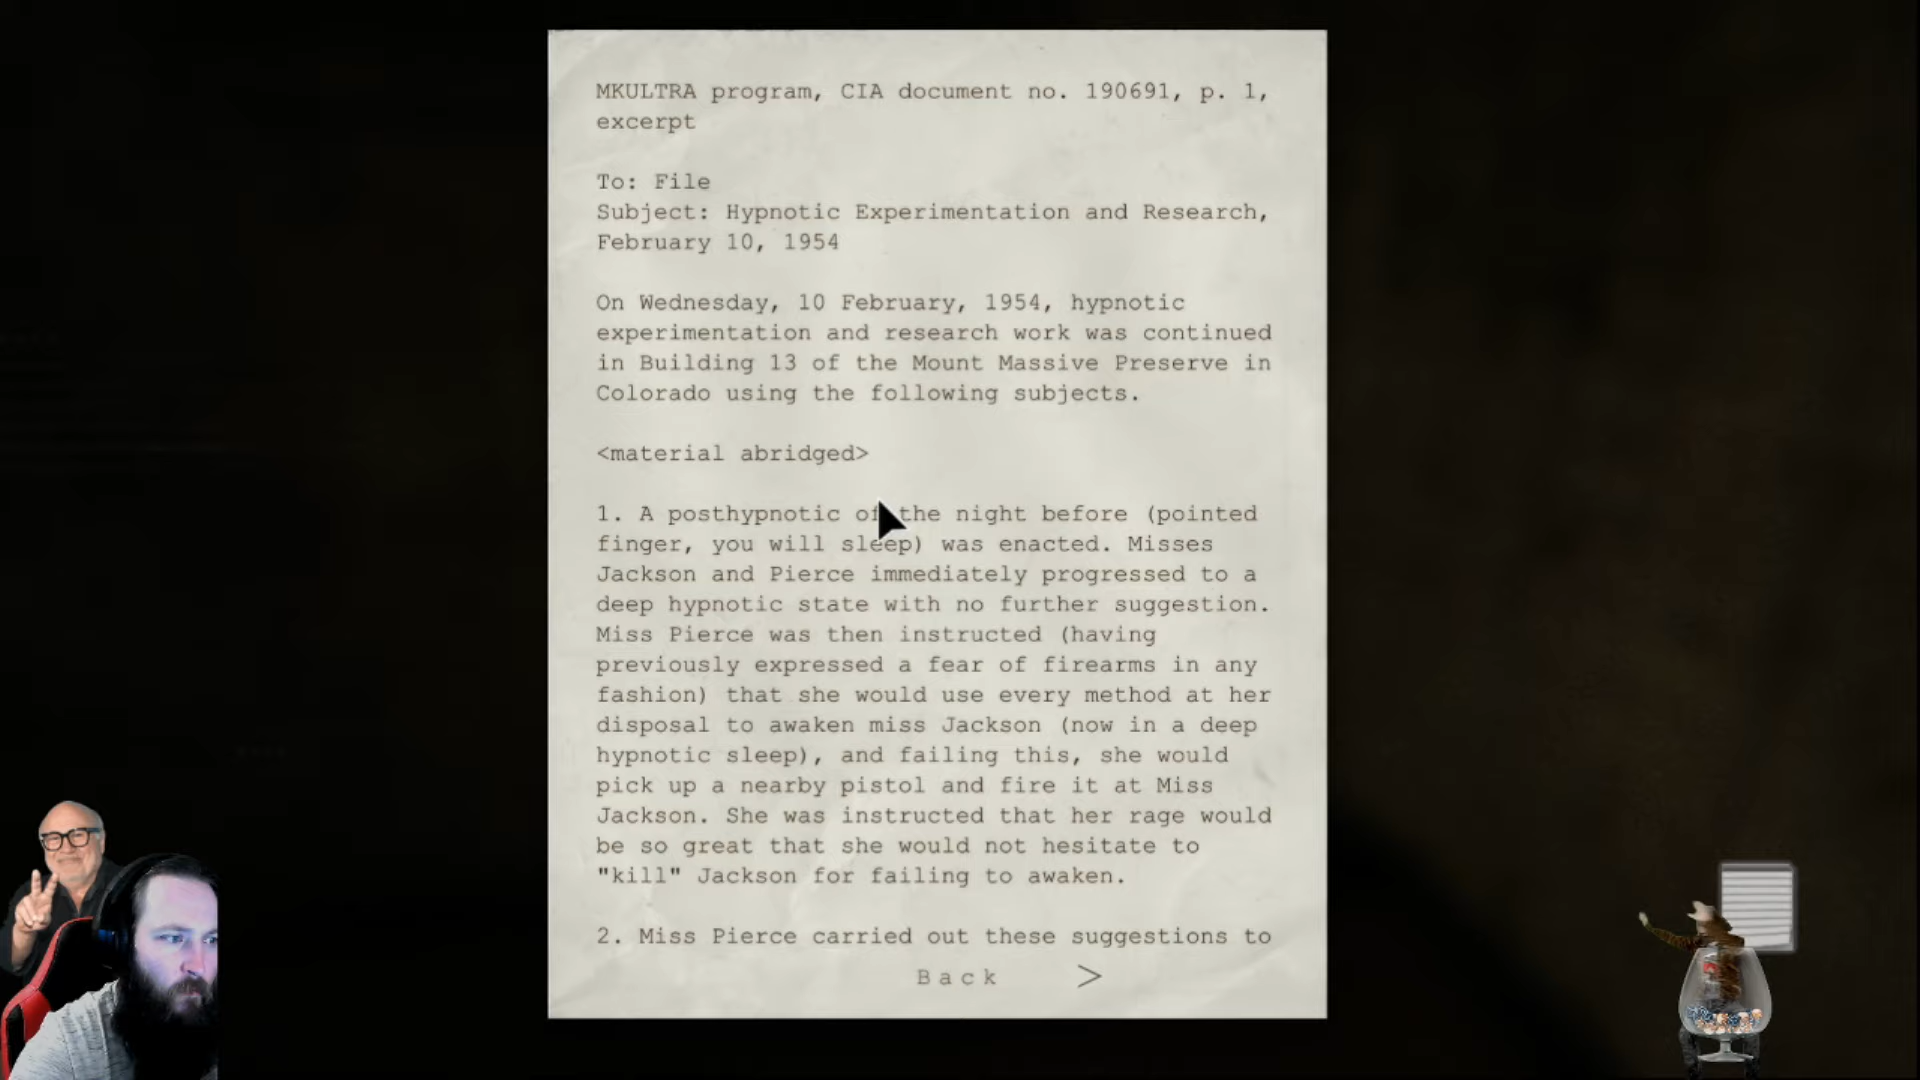 MKULTRA program, CIA document no. 190691, p. 1,
excerpt
To: File
Subject: Hypnotic Experimentation and Research,
February 10, 1954
On Wednesday, 10 February, 1954, hypnotic
experimentation and research work was continued
in Building 13 of the Mount Massive Preserve in
Colorado using the following subjects.
<material abridged>
1. A posthypnotic of the night before (pointed
finger, you will sleep) was enacted. Misses
Jackson and Pierce immediately progressed to a
deep hypnotic state with no further suggestion.
Miss Pierce was then instructed (having
previously expressed a fear of firearms in any
fashion) that she would use every method at her
disposal to awaken miss Jackson (now in a deep
hypnotic sleep), and failing this, she would
pick up a nearby pistol and fire it at Miss
Jackson. She was instructed that her rage would
be so great that she would not hesitate to
"kill" Jackson for failing to awaken.
2. Miss Pierce carried out these suggestions to
Back >